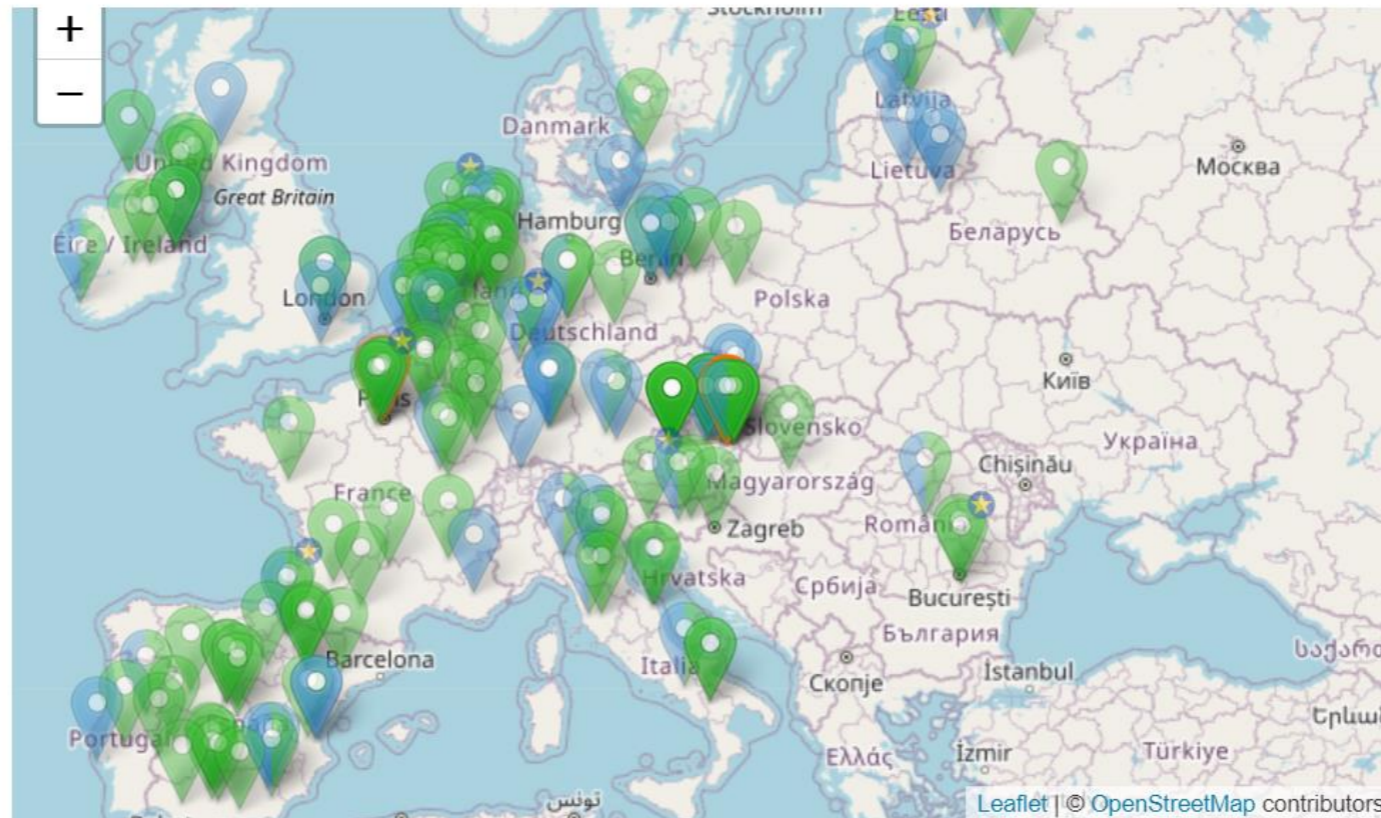 +
−
Stockholm
Eesti
Latvija
Danmark
United Kingdom
Lietuva
Москва
Great Britain
Hamburg
Éire / Ireland
Беларусь
Berlin
London
Polska
Deutschland
Київ
Paris
Slovensko
Україна
Chișinău
Magyarország
France
România
Zagreb
Hrvatska
Србија
București
България
Barcelona
Italia
İstanbul
Скопје
Portugal
Ελλάς
İzmir
Türkiye
تونس
Leaflet | © OpenStreetMap contributors